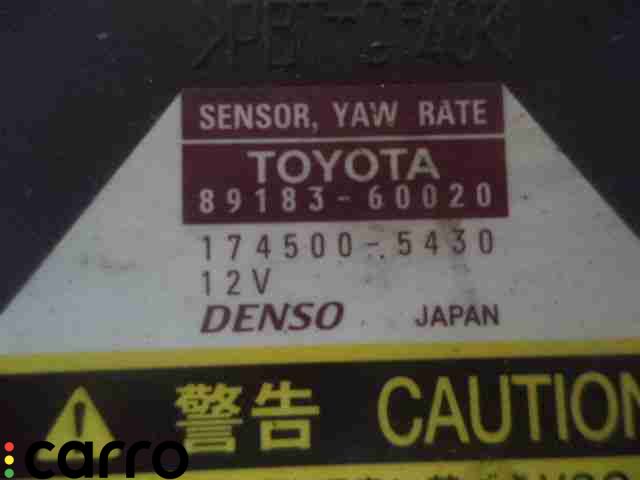 SENSOR, YAW RATE
TOYOTA
89183-60020
174500-5430
12V
DENSO JAPAN
警告 CAUTION
carro